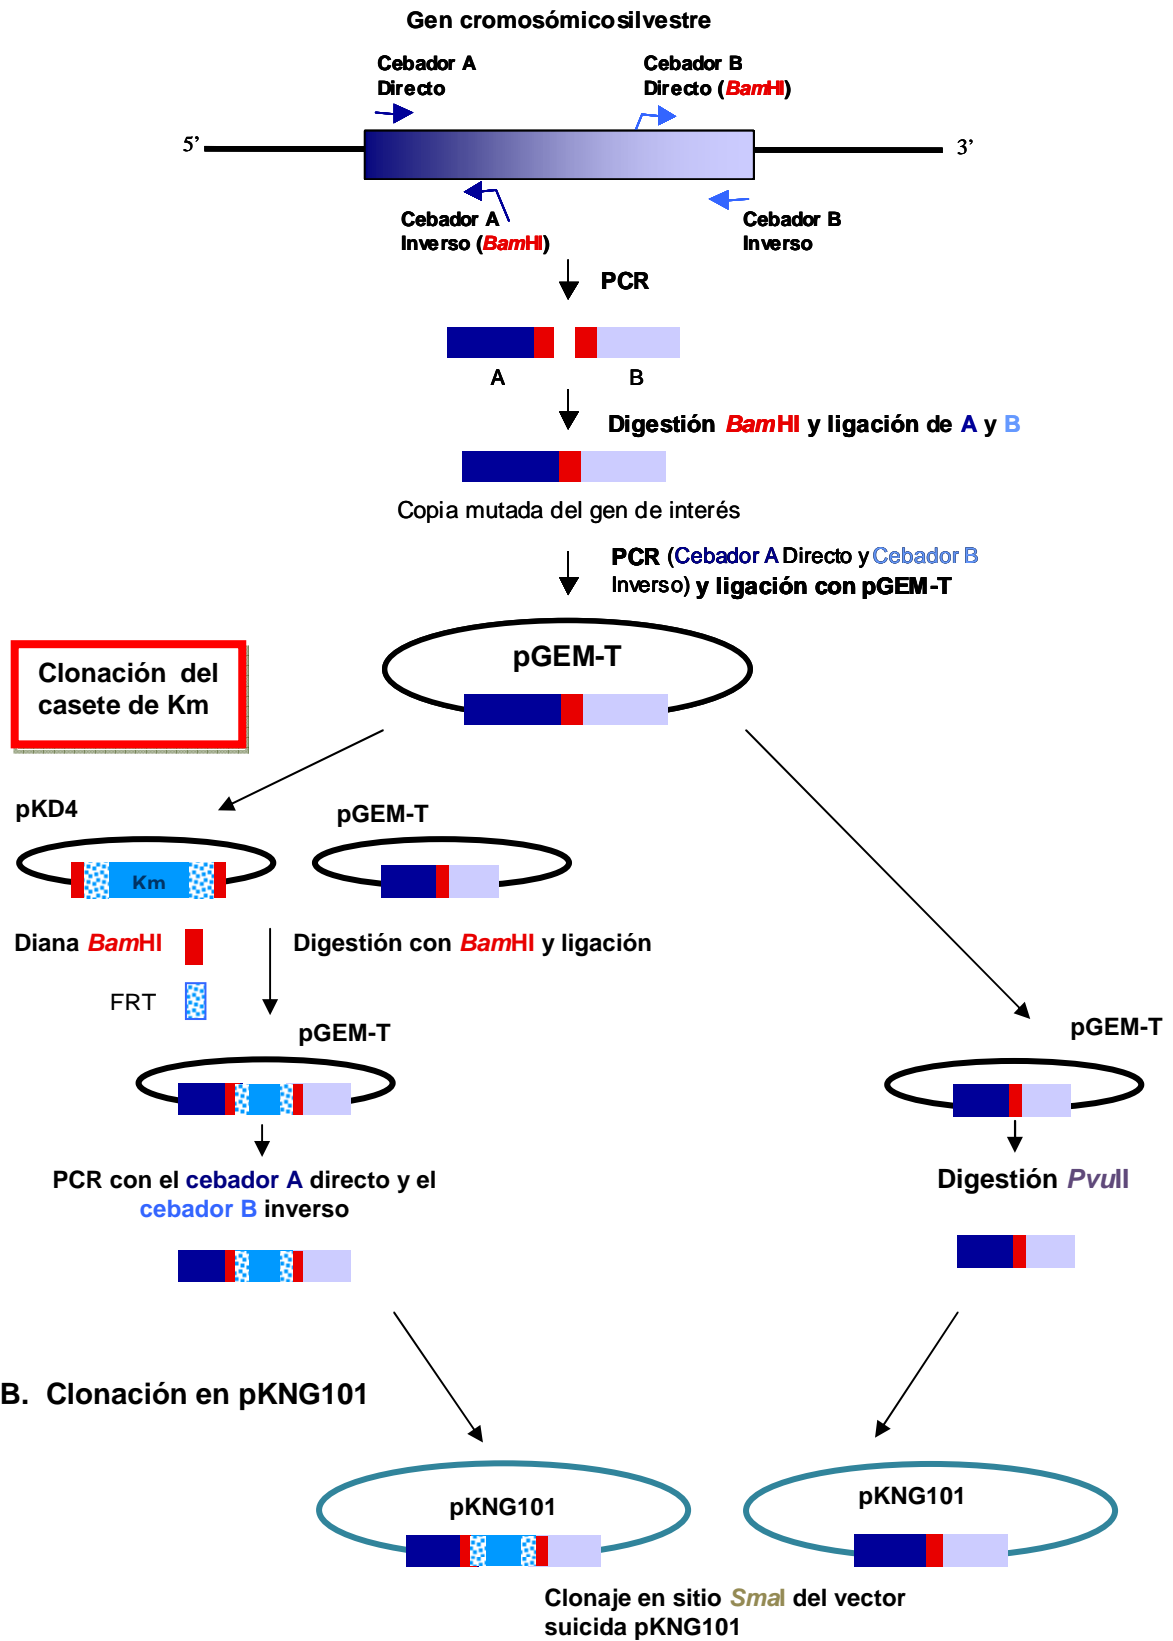 Gen cromosómico silvestre
Cebador A
Directo
Cebador B
Directo (BamHI)
5’
3’
Cebador A
Inverso (BamHI)
Cebador B
Inverso
PCR
A
B
Digestión BamHI y ligación de A y B
Copia mutada del gen de interés
PCR (Cebador A Directo y Cebador B
Inverso) y ligación con pGEM-T
pGEM-T
Clonación del
casete de Km
pKD4
pGEM-T
Km
Diana BamHI
Digestión con BamHI y ligación
FRT
pGEM-T
pGEM-T
PCR con el cebador A directo y el
cebador B inverso
Digestión PvuII
B. Clonación en pKNG101
pKNG101
pKNG101
Clonaje en sitio SmaI del vector
suicida pKNG101